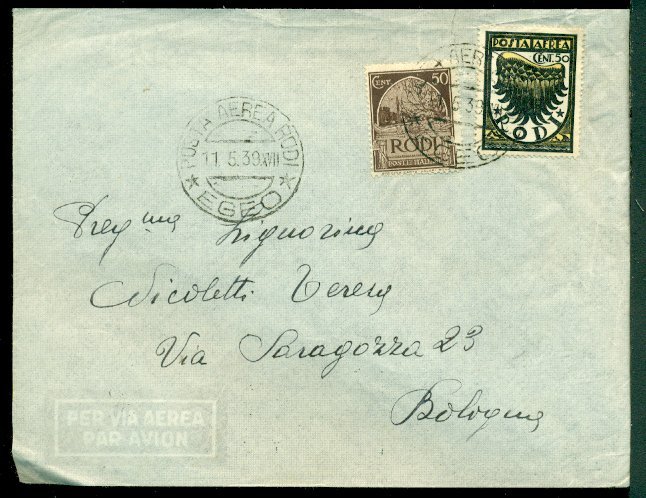 POSTA AEREA
CENT. 50
RODI
CENT 50
RODI
POSTE ITALIANE
POSTA AEREA RODI
11.5.39.XVII
EGEO
Preg.ma Signorina
Nicoletti Teresa
Via Saragozza 23
Bologna
PER VIA AEREA
PAR AVION